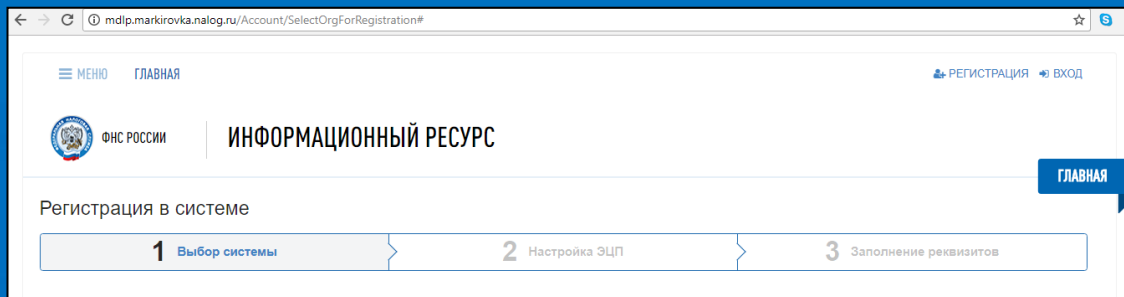 mdlp.markirovka.nalog.ru/Account/SelectOrgForRegistration#
МЕНЮ ГЛАВНАЯ РЕГИСТРАЦИЯ ВХОД
ФНС РОССИИ ИНФОРМАЦИОННЫЙ РЕСУРС
ГЛАВНАЯ
Регистрация в системе
1 Выбор системы 2 Настройка ЭЦП 3 Заполнение реквизитов